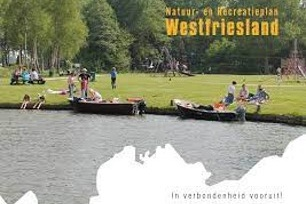 Natuur- en Recreatieplan
Westfriesland
In verbondenheid vooruit!